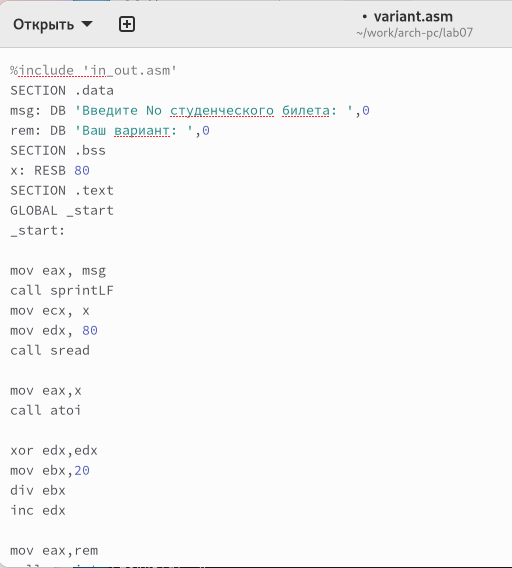 Открыть
• variant.asm
~/work/arch-pc/lab07
%include 'in_out.asm'
SECTION .data
msg: DB 'Введите No студенческого билета: ',0
rem: DB 'Ваш вариант: ',0
SECTION .bss
x: RESB 80
SECTION .text
GLOBAL _start
_start:
mov eax, msg
call sprintLF
mov ecx, x
mov edx, 80
call sread
mov eax,x
call atoi
xor edx,edx
mov ebx,20
div ebx
inc edx
mov eax,rem